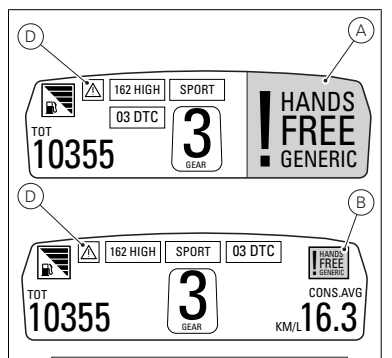 D
A
162 HIGH SPORT
03 DTC
TOT
10355
3
GEAR
! HANDS
FREE
GENERIC
D
B
162 HIGH SPORT 03 DTC
! HANDS
FREE
GENERIC
TOT
10355
3
GEAR
CONS.AVG
KM/L 16.3